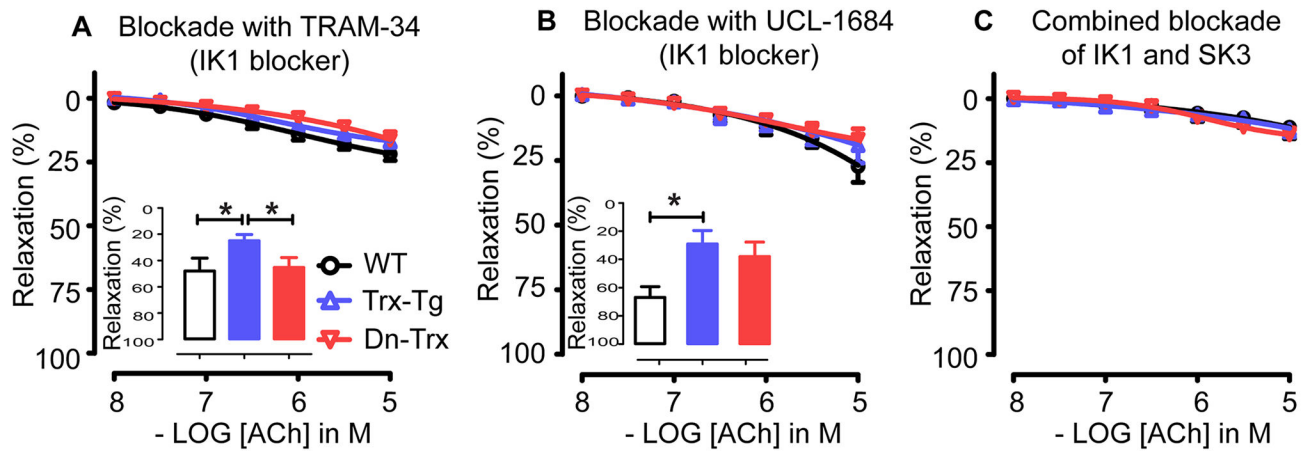 A Blockade with TRAM-34
(IK1 blocker)
Relaxation (%)
0
25
50
75
100
Relaxation (%)
0
20
40
60
80
100
* *
WT
Trx-Tg
Dn-Trx
8 7 6 5
- LOG [ACh] in M
B Blockade with UCL-1684
(IK1 blocker)
Relaxation (%)
0
25
50
75
100
Relaxation (%)
0
20
40
60
80
100
*
8 7 6 5
- LOG [ACh] in M
C Combined blockade
of IK1 and SK3
Relaxation (%)
0
25
50
75
100
8 7 6 5
- LOG [ACh] in M